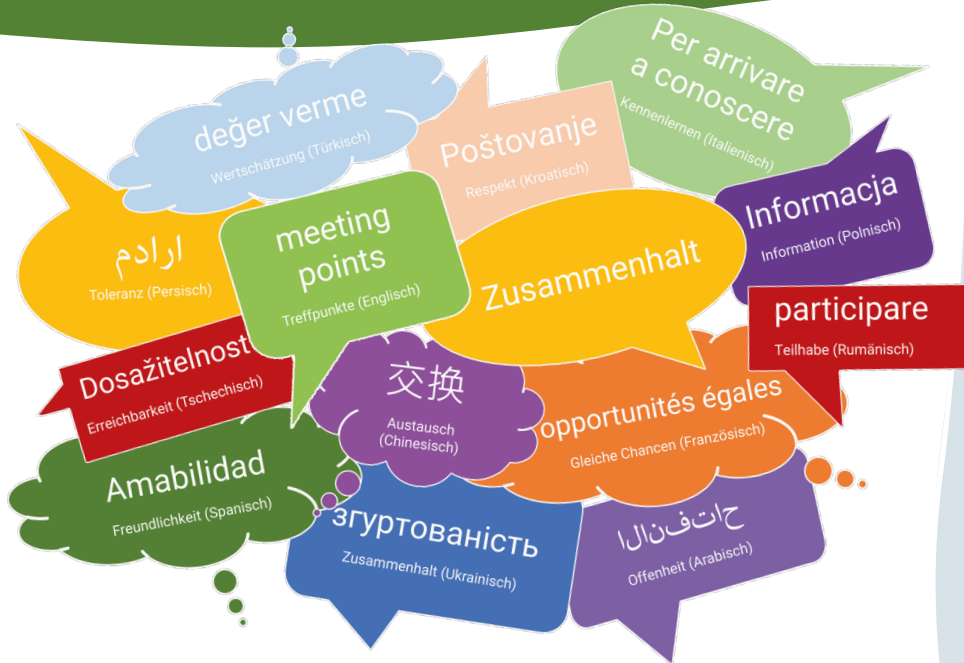 Per arrivare
a conoscere
Kennenlernen (Italienisch)
değer verme
Wertschätzung (Türkisch)
Poštovanje
Respekt (Kroatisch)
Informacja
Information (Polnisch)
ارادم
Toleranz (Persisch)
meeting
points
Treffpunkte (Englisch)
Zusammenhalt
participare
Teilhabe (Rumänisch)
Dosažitelnost
Erreichbarkeit (Tschechisch)
交换
Austausch
(Chinesisch)
opportunités égales
Gleiche Chancen (Französisch)
Amabilidad
Freundlichkeit (Spanisch)
згуртованість
Zusammenhalt (Ukrainisch)
حاتفنالا
Offenheit (Arabisch)